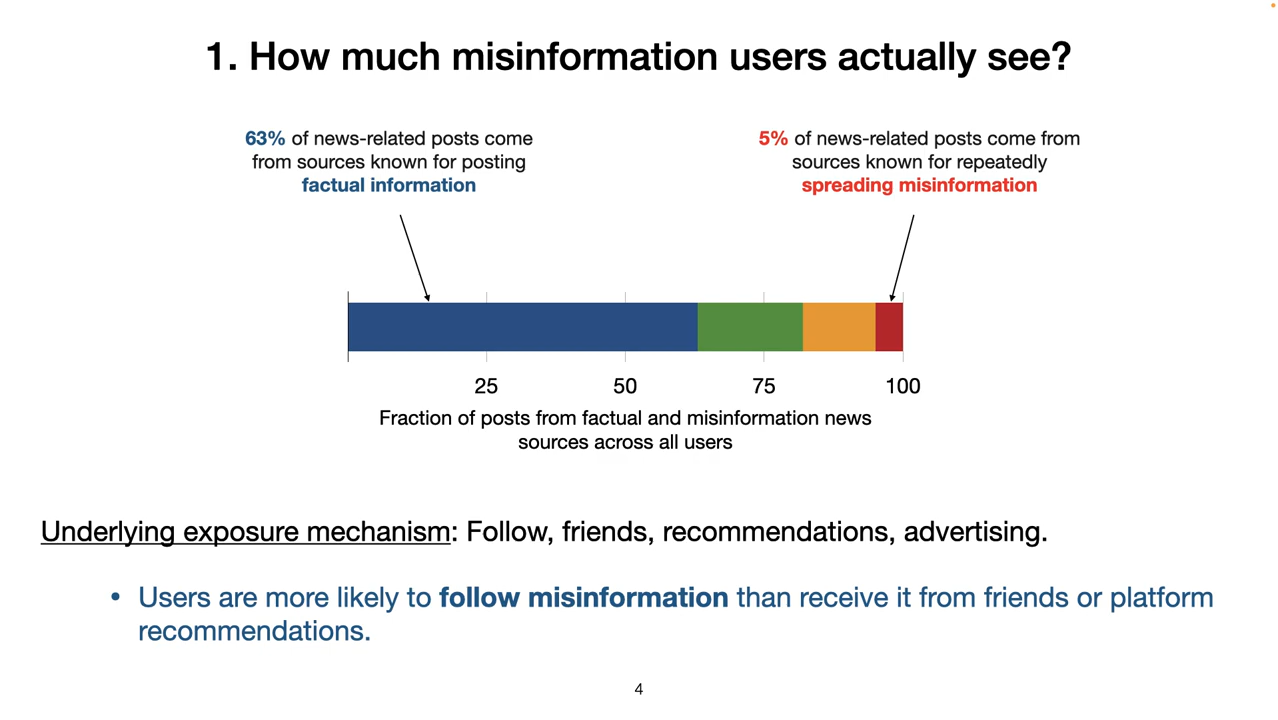 1. How much misinformation users actually see?
63% of news-related posts come
from sources known for posting
factual information
5% of news-related posts come from
sources known for repeatedly
spreading misinformation
25 50 75 100
Fraction of posts from factual and misinformation news
sources across all users
Underlying exposure mechanism: Follow, friends, recommendations, advertising.
• Users are more likely to follow misinformation than receive it from friends or platform
recommendations.
4